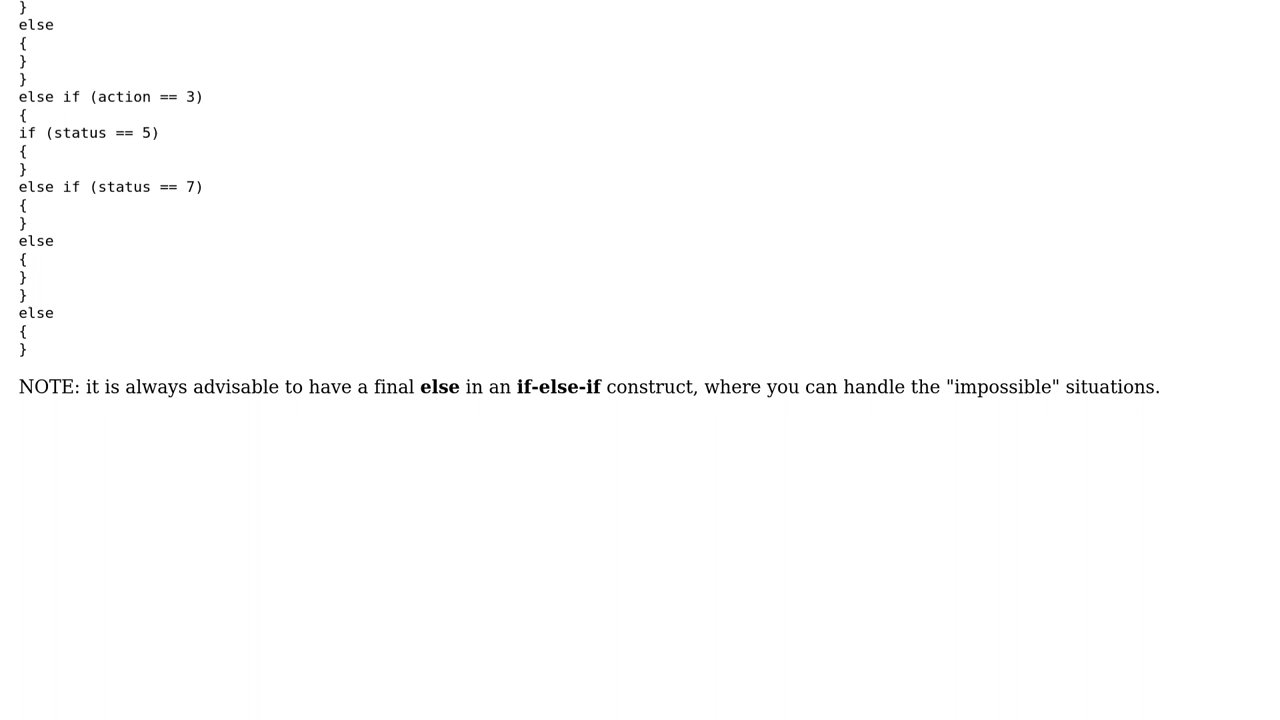 }
else
{
}
}
else if (action == 3)
{
if (status == 5)
{
}
else if (status == 7)
{
}
else
{
}
}
else
{
}
NOTE: it is always advisable to have a final else in an if-else-if construct, where you can handle the "impossible" situations.